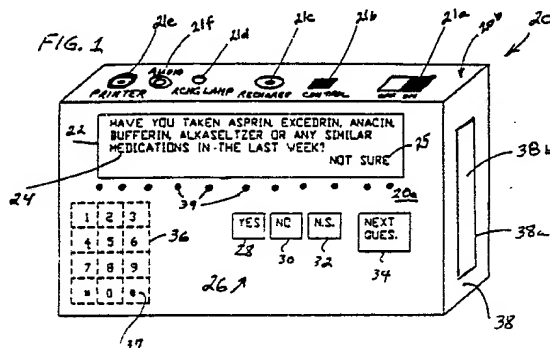 FIG. 1
21e
21f
21d
21c
21b
21a
20
PRINTER
AUDIO
RCHG LAMP
RECHARGE
CONTROL
OFF ON
22
HAVE YOU TAKEN ASPRIN, EXCEDRIN, ANACIN,
BUFFERIN, ALKASELTZER OR ANY SIMILAR
MEDICATIONS IN THE LAST WEEK?
NOT SURE
25
24
39
20a
38b
38a
1 2 3
4 5 6
7 8 9
* 0 *
36
37
YES
NO
N.S.
NEXT
QUES.
28
30
32
34
26
38